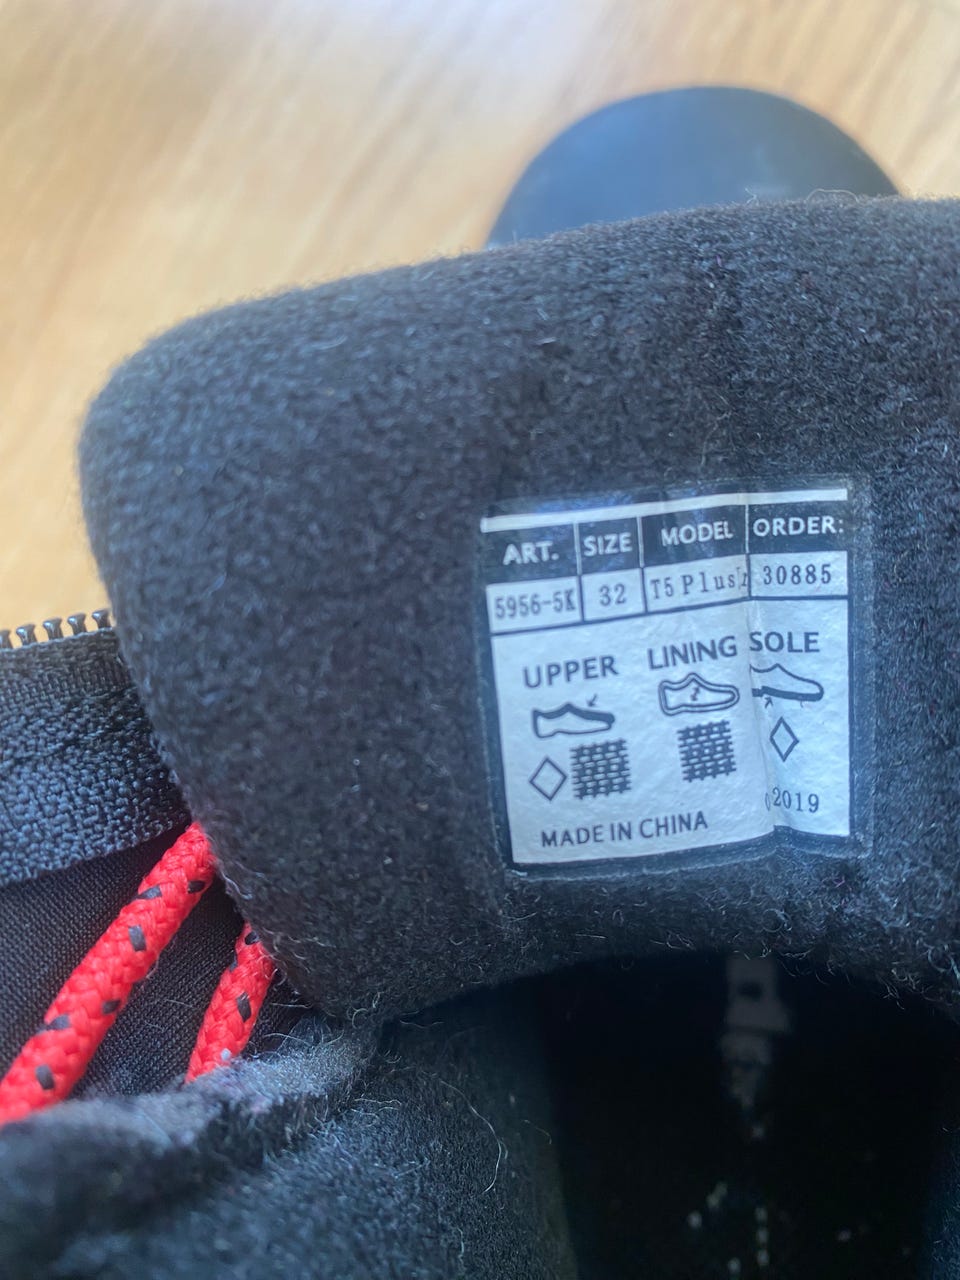 ART. SIZE MODEL ORDER:
5956-5K 32 T5 Plus 30885
UPPER LINING SOLE
2019
MADE IN CHINA